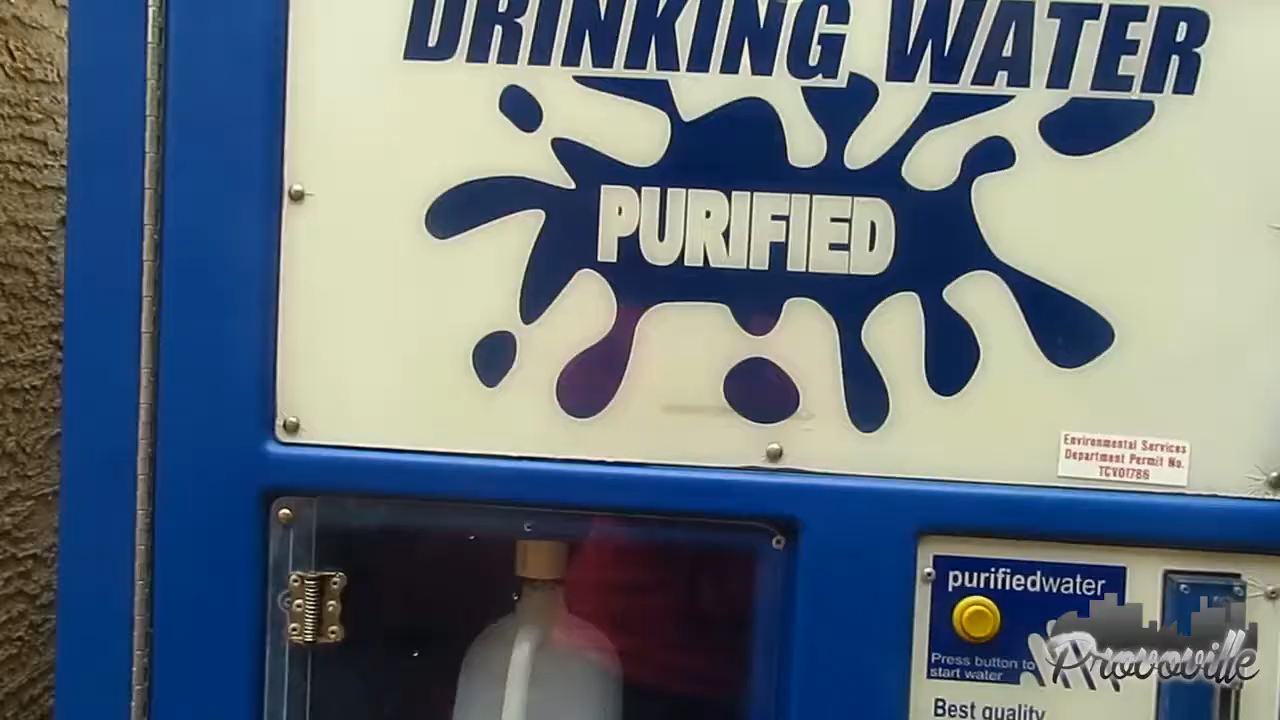 DRINKING WATER
PURIFIED
Environmental Services
Department Permit No.
TCV01786
purifiedwater
Press button to
start water
Provoville
Best quality